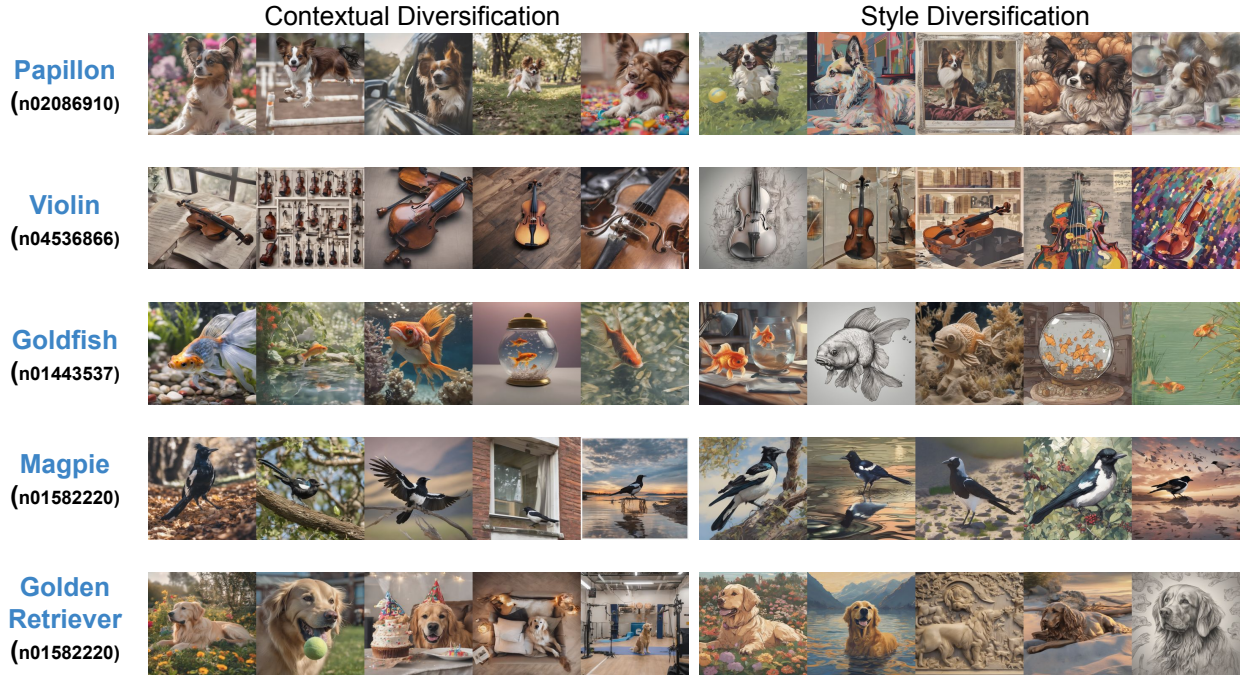 Contextual Diversification
Style Diversification
Papillon
(n02086910)
Violin
(n04536866)
Goldfish
(n01443537)
Magpie
(n01582220)
Golden
Retriever
(n01582220)